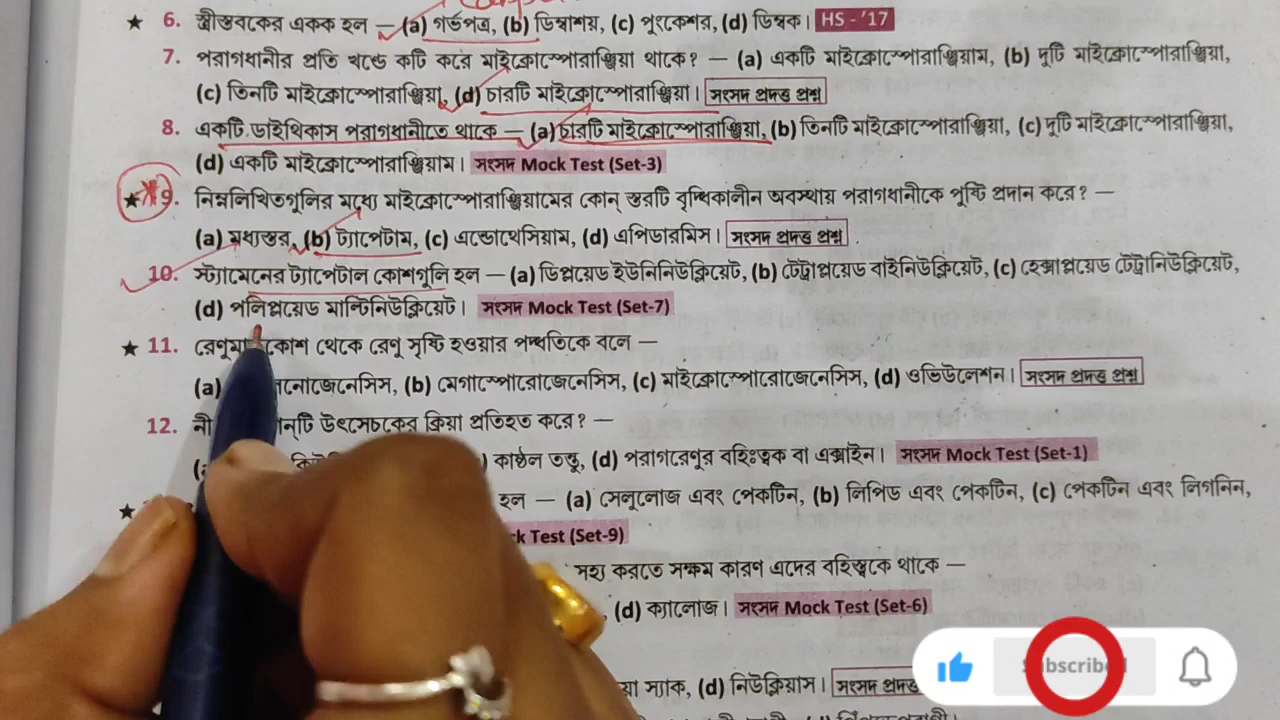 ★ 6. স্ত্রীস্তবকের একক হল — (a) গর্ভপত্র, (b) ডিম্বাশয়, (c) পুংকেশর, (d) ডিম্বক। HS - '17
7. পরাগধানীর প্রতি খণ্ডে কটি করে মাইক্রোস্পোরাঞ্জিয়া থাকে? — (a) একটি মাইক্রোস্পোরাঞ্জিয়াম, (b) দুটি মাইক্রোস্পোরাঞ্জিয়া,
(c) তিনটি মাইক্রোস্পোরাঞ্জিয়া, (d) চারটি মাইক্রোস্পোরাঞ্জিয়া। সংসদ প্রদত্ত প্রশ্ন
8. একটি ডাইথিকাস পরাগধানীতে থাকে — (a) চারটি মাইক্রোস্পোরাঞ্জিয়া, (b) তিনটি মাইক্রোস্পোরাঞ্জিয়া, (c) দুটি মাইক্রোস্পোরাঞ্জিয়া,
(d) একটি মাইক্রোস্পোরাঞ্জিয়াম। সংসদ Mock Test (Set-3)
★ 9. নিম্নলিখিতগুলির মধ্যে মাইক্রোস্পোরাঞ্জিয়ামের কোন্ স্তরটি বৃদ্ধিকালীন অবস্থায় পরাগধানীকে পুষ্টি প্রদান করে? —
(a) মধ্যস্তর, (b) ট্যাপেটাম, (c) এন্ডোথেসিয়াম, (d) এপিডারমিস। সংসদ প্রদত্ত প্রশ্ন
10. স্ট্যামেনের ট্যাপেটাল কোশগুলি হল — (a) ডিপ্লয়েড ইউনিনিউক্লিয়েট, (b) টেট্রাপ্লয়েড বাইনিউক্লিয়েট, (c) হেক্সাপ্লয়েড টেট্রানিউক্লিয়েট,
(d) পলিপ্লয়েড মাল্টিনিউক্লিয়েট। সংসদ Mock Test (Set-7)
★ 11. কোশ থেকে রেণু সৃষ্টি হওয়ার পদ্ধতিকে বলে —
(a) (b) মেগাস্পোরোজেনেসিস, (c) মাইক্রোস্পোরোজেনেসিস, (d) ওভিউলেশন। সংসদ প্রদত্ত প্রশ্ন
12. উৎসেচকের ক্রিয়া প্রতিহত করে? —
কাষ্ঠল তন্তু, (d) পরাগরেণুর বহিঃত্বক বা এক্সাইন। সংসদ Mock Test (Set-1)
★ হল — (a) সেলুলোজ এবং পেকটিন, (b) লিপিড এবং পেকটিন, (c) পেকটিন এবং লিগনিন,
Test (Set-9)
সহ্য করতে সক্ষম কারণ এদের বহিস্ত্বকে থাকে —
(d) ক্যালোজ। সংসদ Mock Test (Set-6)
স্যাক, (d) নিউক্লিয়াস। সংসদ প্রদত্ত